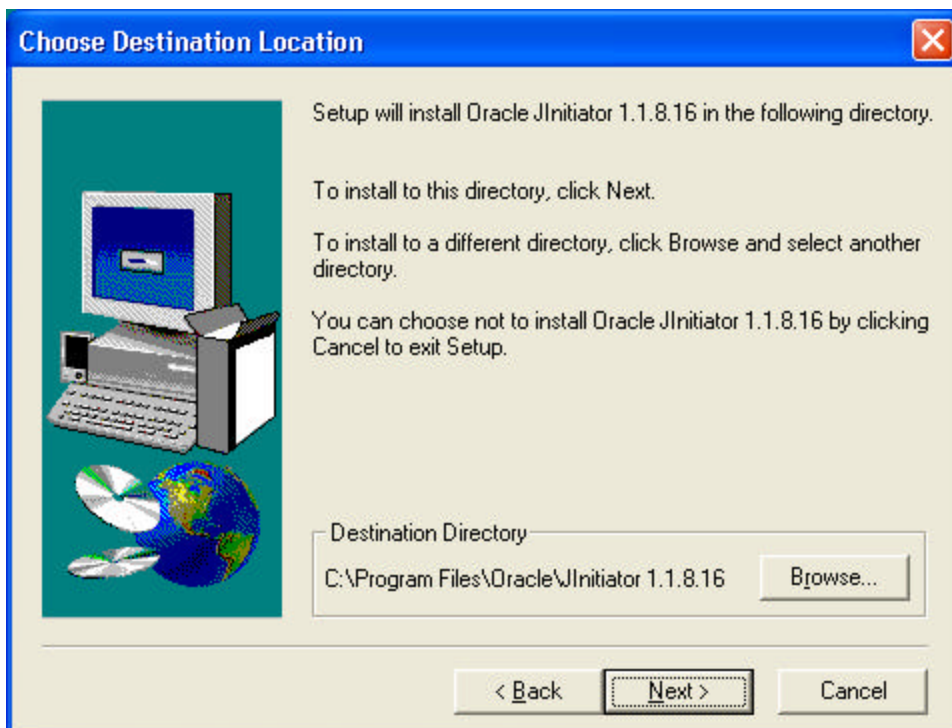 Choose Destination Location
Setup will install Oracle JInitiator 1.1.8.16 in the following directory.
To install to this directory, click Next.
To install to a different directory, click Browse and select another
directory.
You can choose not to install Oracle JInitiator 1.1.8.16 by clicking
Cancel to exit Setup.
Destination Directory
C:\Program Files\Oracle\JInitiator 1.1.8.16
Browse...
< Back
Next >
Cancel